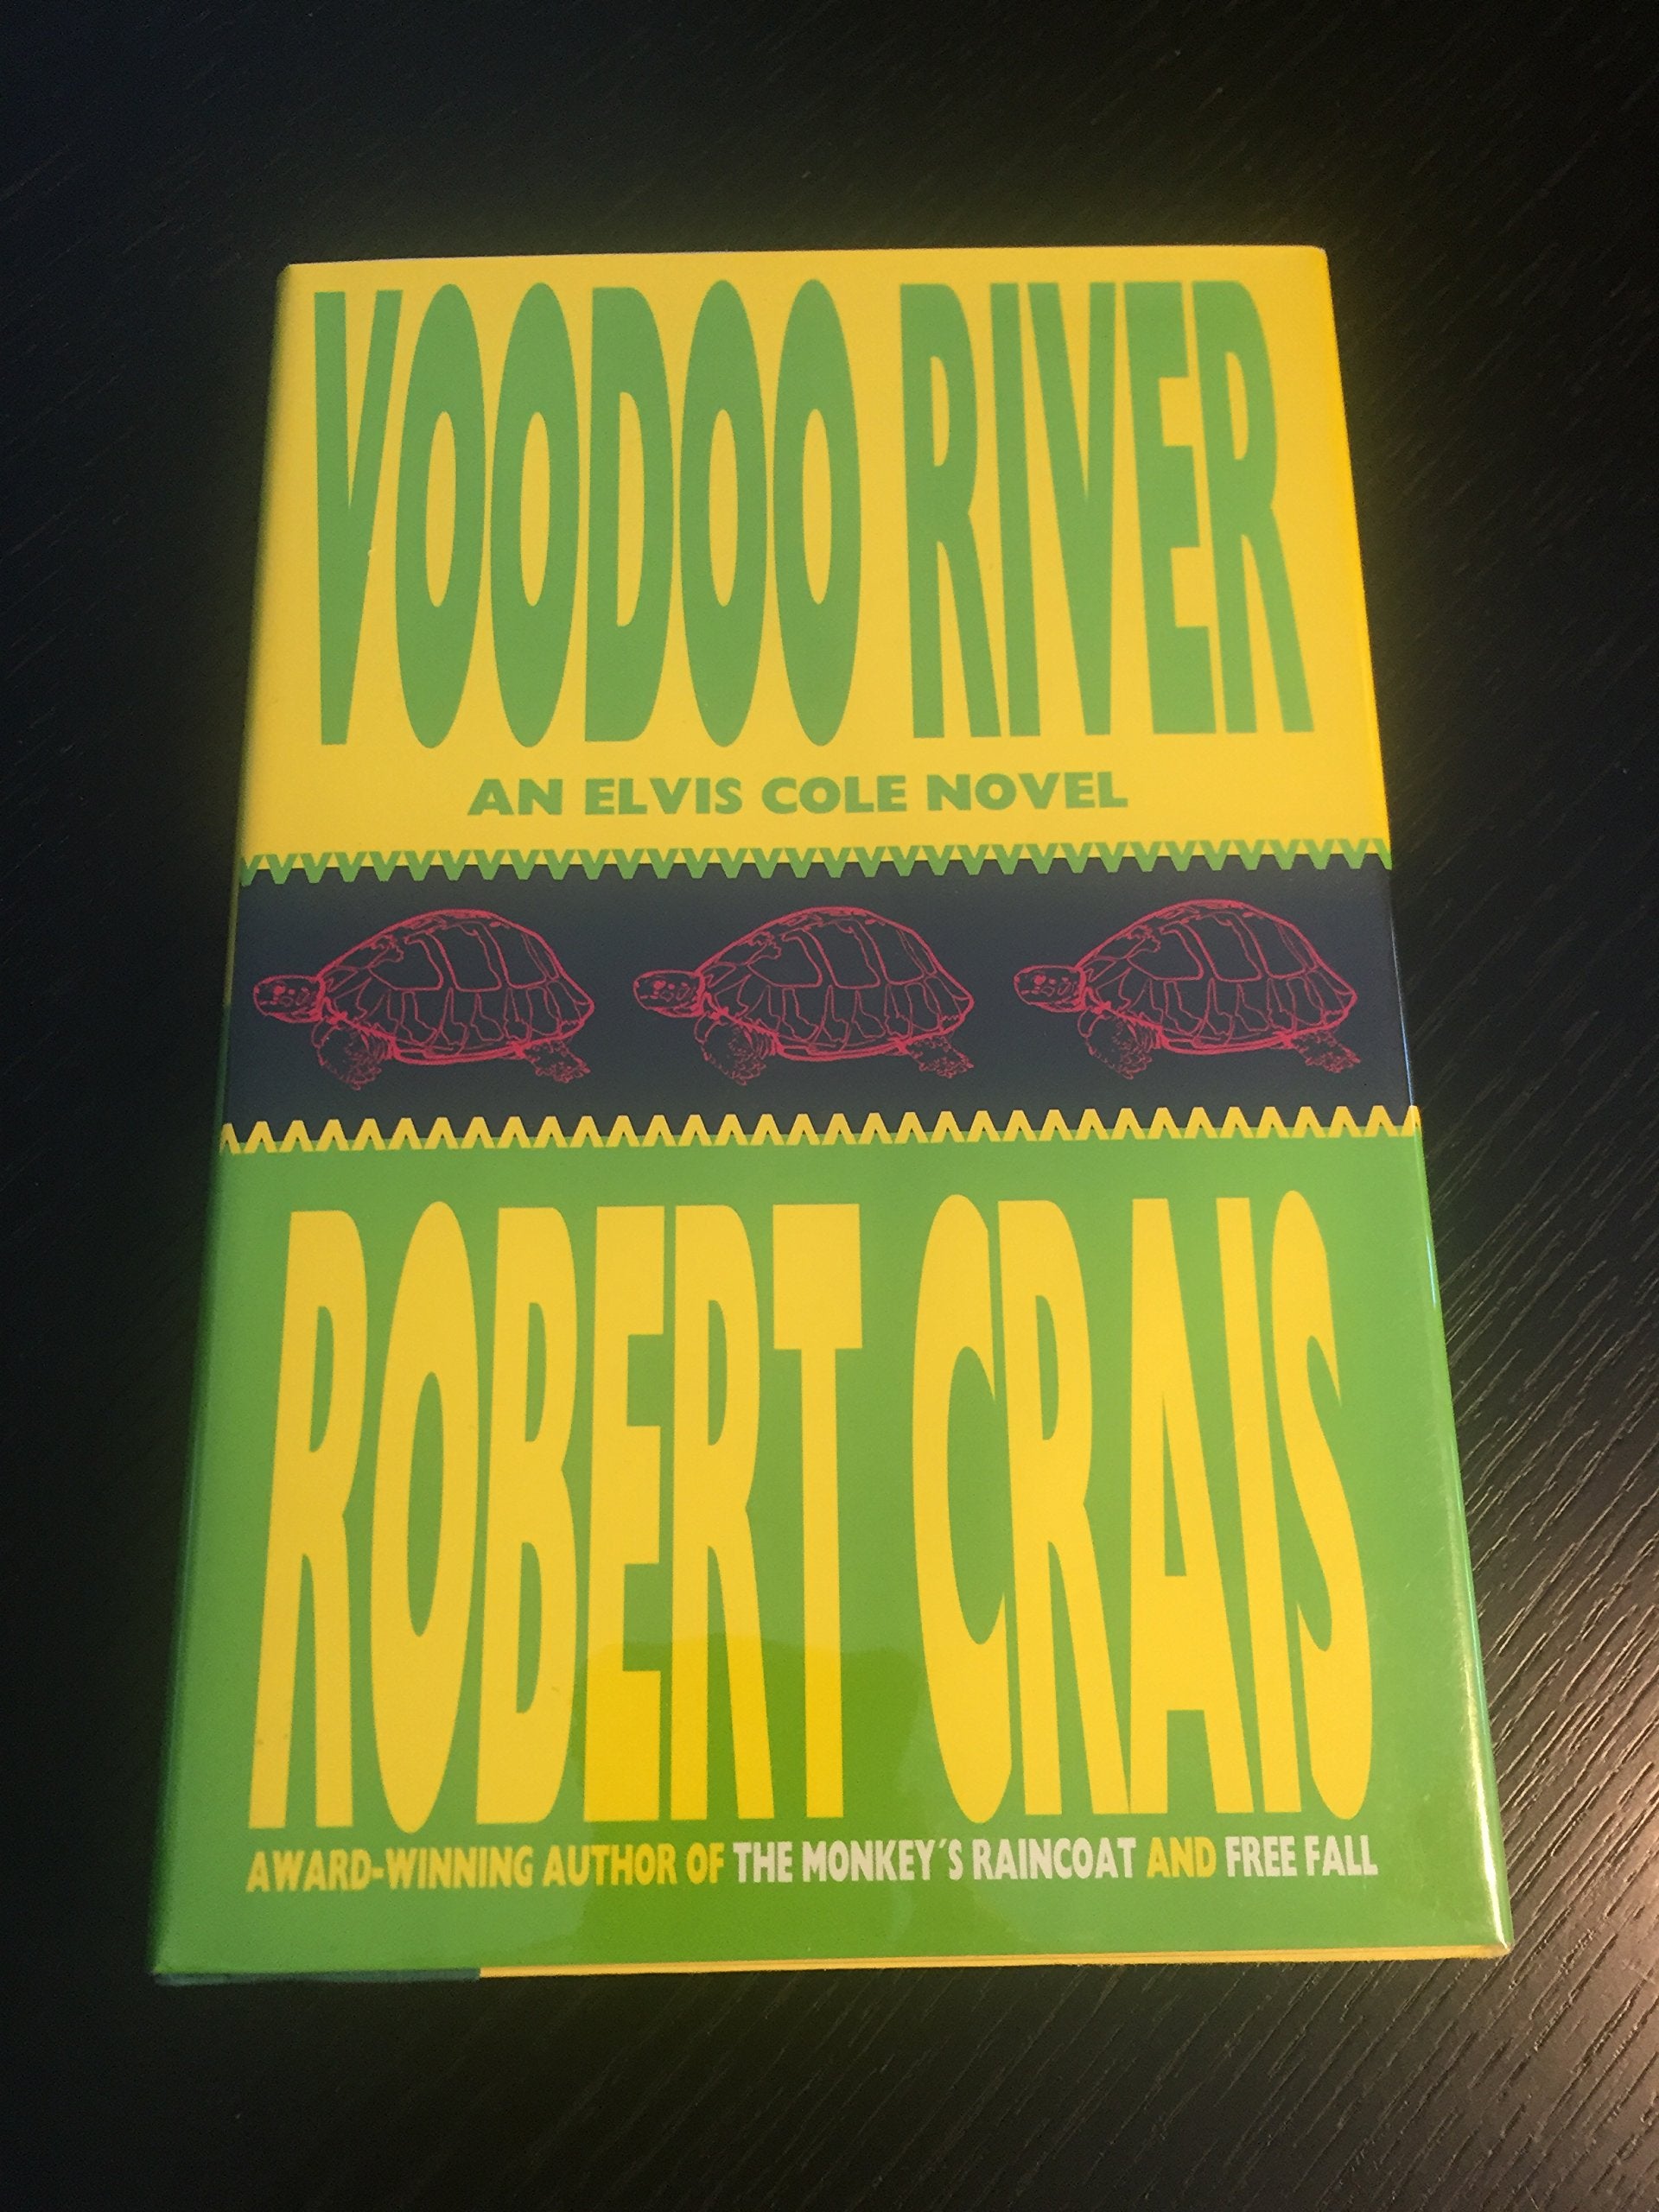 VOODOO RIVER
AN ELVIS COLE NOVEL
ROBERT CRAIS
AWARD-WINNING AUTHOR OF THE MONKEY'S RAINCOAT AND FREE FALL